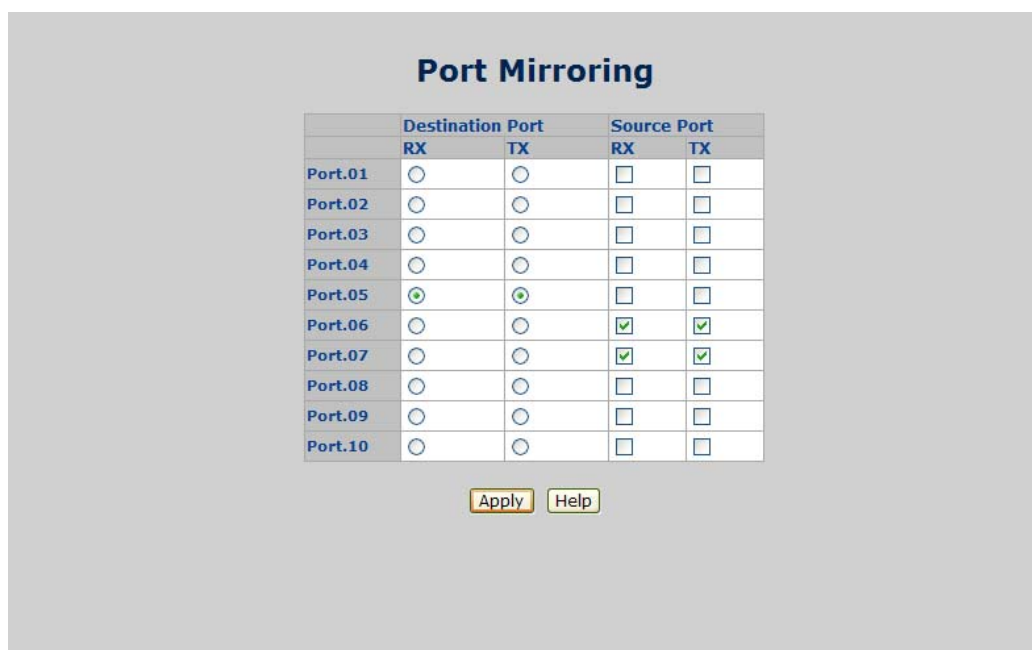 Port Mirroring
Destination Port Source Port
RX TX RX TX
Port.01
Port.02
Port.03
Port.04
Port.05
Port.06
Port.07
Port.08
Port.09
Port.10
Apply Help